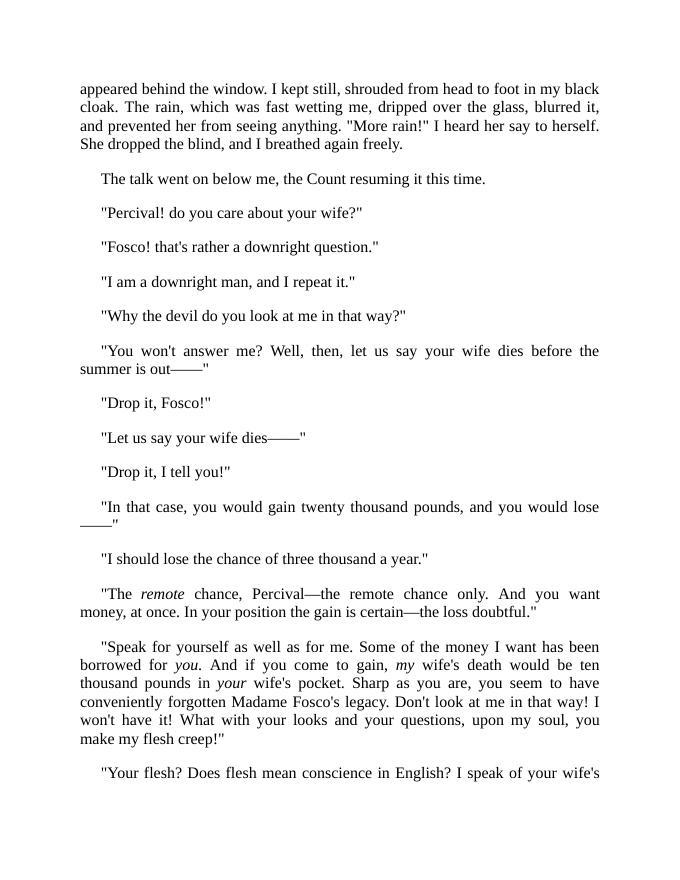 appeared behind the window. I kept still, shrouded from head to foot in my black
cloak. The rain, which was fast wetting me, dripped over the glass, blurred it,
and prevented her from seeing anything. "More rain!" I heard her say to herself.
She dropped the blind, and I breathed again freely.
The talk went on below me, the Count resuming it this time.
"Percival! do you care about your wife?"
"Fosco! that's rather a downright question."
"I am a downright man, and I repeat it."
"Why the devil do you look at me in that way?"
"You won't answer me? Well, then, let us say your wife dies before the
summer is out——"
"Drop it, Fosco!"
"Let us say your wife dies——"
"Drop it, I tell you!"
"In that case, you would gain twenty thousand pounds, and you would lose
——"
"I should lose the chance of three thousand a year."
"The remote chance, Percival—the remote chance only. And you want
money, at once. In your position the gain is certain—the loss doubtful."
"Speak for yourself as well as for me. Some of the money I want has been
borrowed for you. And if you come to gain, my wife's death would be ten
thousand pounds in your wife's pocket. Sharp as you are, you seem to have
conveniently forgotten Madame Fosco's legacy. Don't look at me in that way! I
won't have it! What with your looks and your questions, upon my soul, you
make my flesh creep!"
"Your flesh? Does flesh mean conscience in English? I speak of your wife's